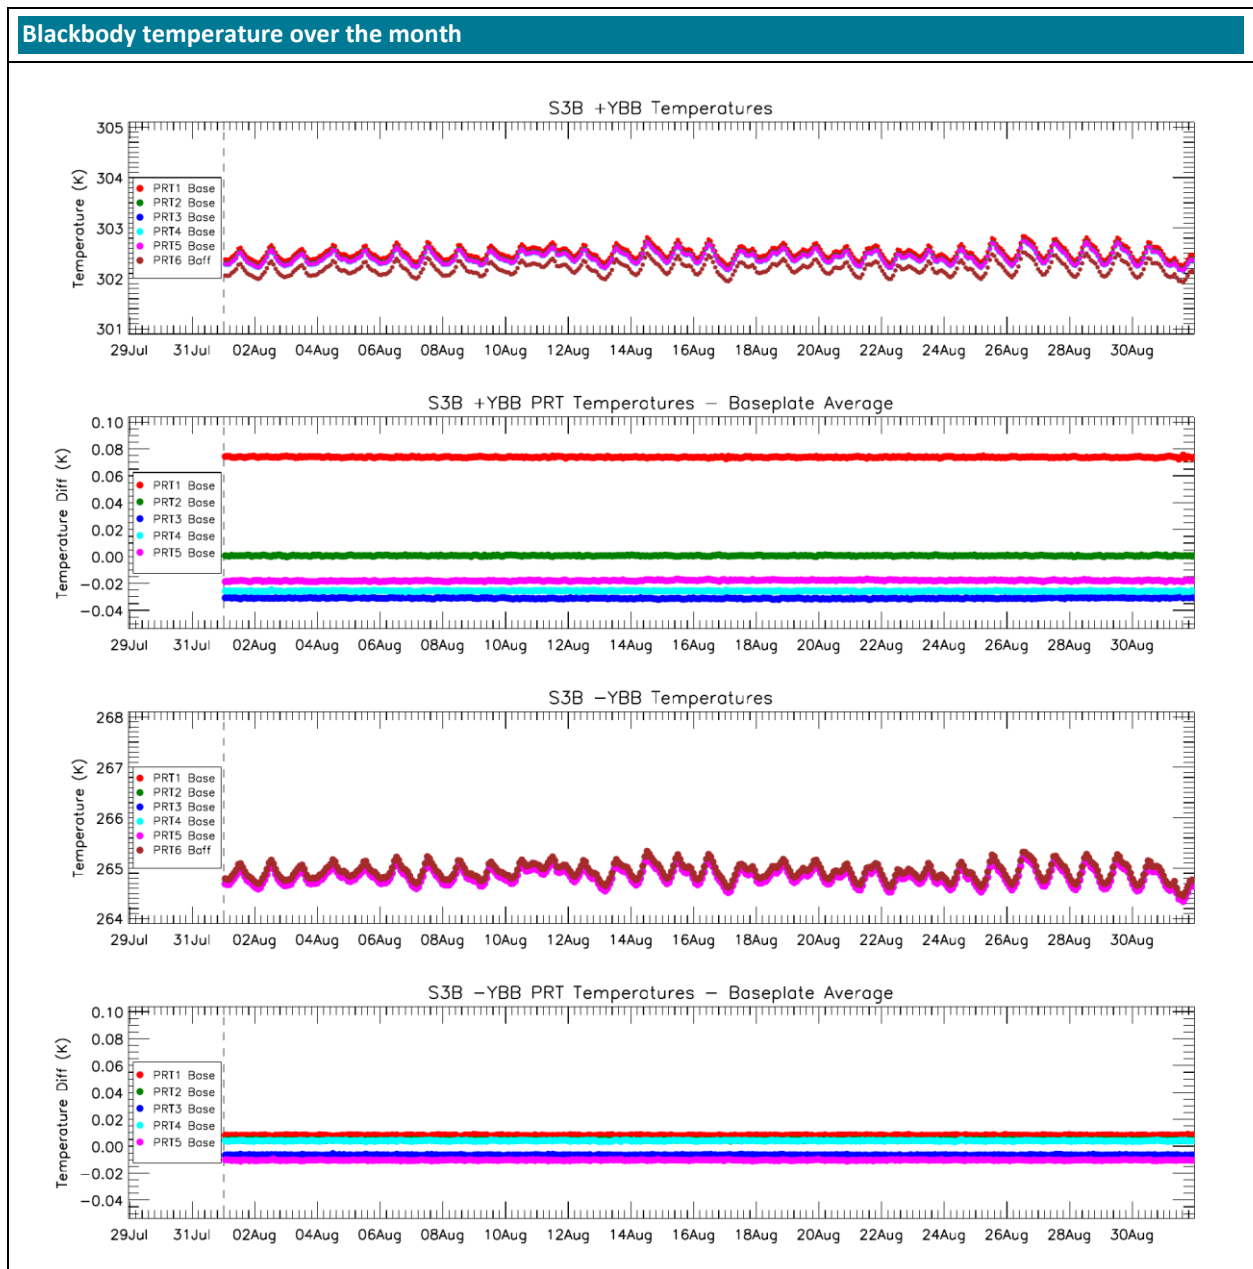 Blackbody temperature over the month
S3B +YBB Temperatures
Temperature (K)
305
304
303
302
301
PRT1 Base
PRT2 Base
PRT3 Base
PRT4 Base
PRT5 Base
PRT6 Baff
29Jul 31Jul 02Aug 04Aug 06Aug 08Aug 10Aug 12Aug 14Aug 16Aug 18Aug 20Aug 22Aug 24Aug 26Aug 28Aug 30Aug
S3B +YBB PRT Temperatures – Baseplate Average
Temperature Diff (K)
0.10
0.08
0.06
0.04
0.02
0.00
−0.02
−0.04
PRT1 Base
PRT2 Base
PRT3 Base
PRT4 Base
PRT5 Base
29Jul 31Jul 02Aug 04Aug 06Aug 08Aug 10Aug 12Aug 14Aug 16Aug 18Aug 20Aug 22Aug 24Aug 26Aug 28Aug 30Aug
S3B −YBB Temperatures
Temperature (K)
268
267
266
265
264
PRT1 Base
PRT2 Base
PRT3 Base
PRT4 Base
PRT5 Base
PRT6 Baff
29Jul 31Jul 02Aug 04Aug 06Aug 08Aug 10Aug 12Aug 14Aug 16Aug 18Aug 20Aug 22Aug 24Aug 26Aug 28Aug 30Aug
S3B −YBB PRT Temperatures – Baseplate Average
Temperature Diff (K)
0.10
0.08
0.06
0.04
0.02
0.00
−0.02
−0.04
PRT1 Base
PRT2 Base
PRT3 Base
PRT4 Base
PRT5 Base
29Jul 31Jul 02Aug 04Aug 06Aug 08Aug 10Aug 12Aug 14Aug 16Aug 18Aug 20Aug 22Aug 24Aug 26Aug 28Aug 30Aug